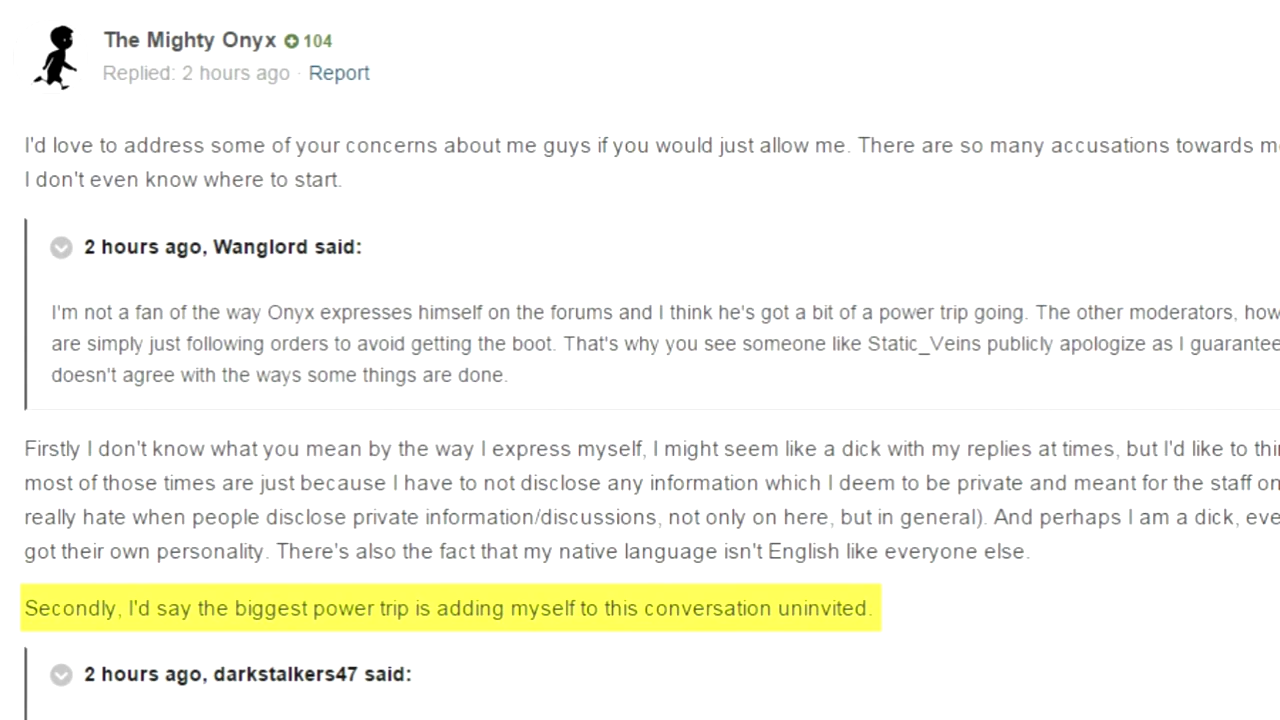 The Mighty Onyx 104
Replied: 2 hours ago · Report
I'd love to address some of your concerns about me guys if you would just allow me. There are so many accusations towards
I don't even know where to start.
2 hours ago, Wanglord said:
I'm not a fan of the way Onyx expresses himself on the forums and I think he's got a bit of a power trip going. The other moderators,
are simply just following orders to avoid getting the boot. That's why you see someone like Static_Veins publicly apologize as I guarantee
doesn't agree with the ways some things are done.
Firstly I don't know what you mean by the way I express myself, I might seem like a dick with my replies at times, but I'd like to
most of those times are just because I have to not disclose any information which I deem to be private and meant for the staff
really hate when people disclose private information/discussions, not only on here, but in general). And perhaps I am a dick,
got their own personality. There's also the fact that my native language isn't English like everyone else.
Secondly, I'd say the biggest power trip is adding myself to this conversation uninvited.
2 hours ago, darkstalkers47 said: